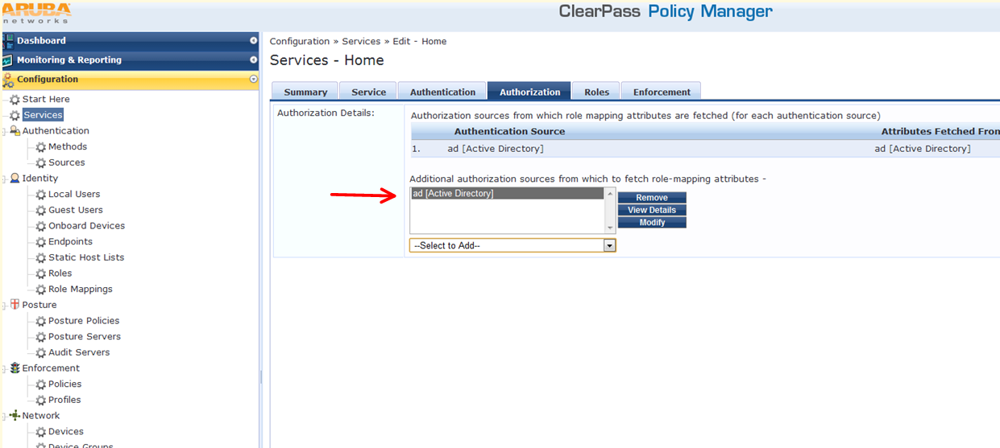 ARUBA
networks
ClearPass Policy Manager
Dashboard
Monitoring & Reporting
Configuration
Start Here
Services
Authentication
Methods
Sources
Identity
Local Users
Guest Users
Onboard Devices
Endpoints
Static Host Lists
Roles
Role Mappings
Posture
Posture Policies
Posture Servers
Audit Servers
Enforcement
Policies
Profiles
Network
Devices
Device Groups
Configuration » Services » Edit - Home
Services - Home
Summary Service Authentication Authorization Roles Enforcement
Authorization Details:
Authorization sources from which role mapping attributes are fetched (for each authentication source)
Authentication Source Attributes Fetched From
1. ad [Active Directory] ad [Active Directory]
Additional authorization sources from which to fetch role-mapping attributes -
ad [Active Directory]
Remove
View Details
Modify
--Select to Add--